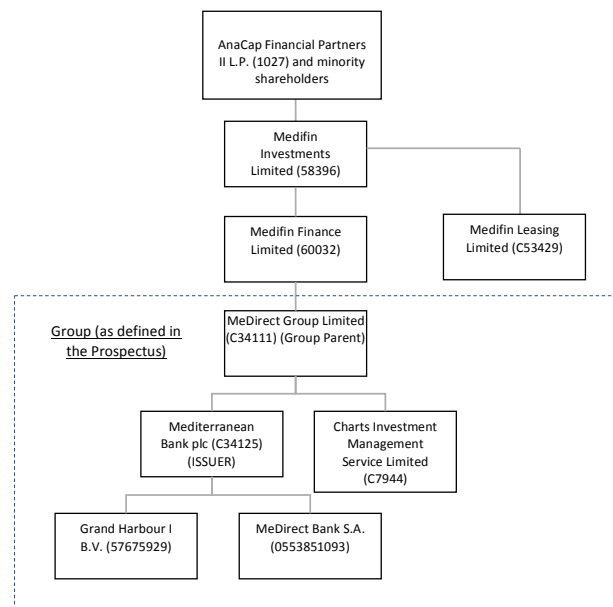 AnaCap Financial Partners
II L.P. (1027) and minority
shareholders
Medifin
Investments
Limited (58396)
Medifin Finance
Limited (60032)
Medifin Leasing
Limited (C53429)
Group (as defined in
the Prospectus)
MeDirect Group Limited
(C34111) (Group Parent)
Mediterranean
Bank plc (C34125)
(ISSUER)
Charts Investment
Management
Service Limited
(C7944)
Grand Harbour I
B.V. (57675929)
MeDirect Bank S.A.
(0553851093)